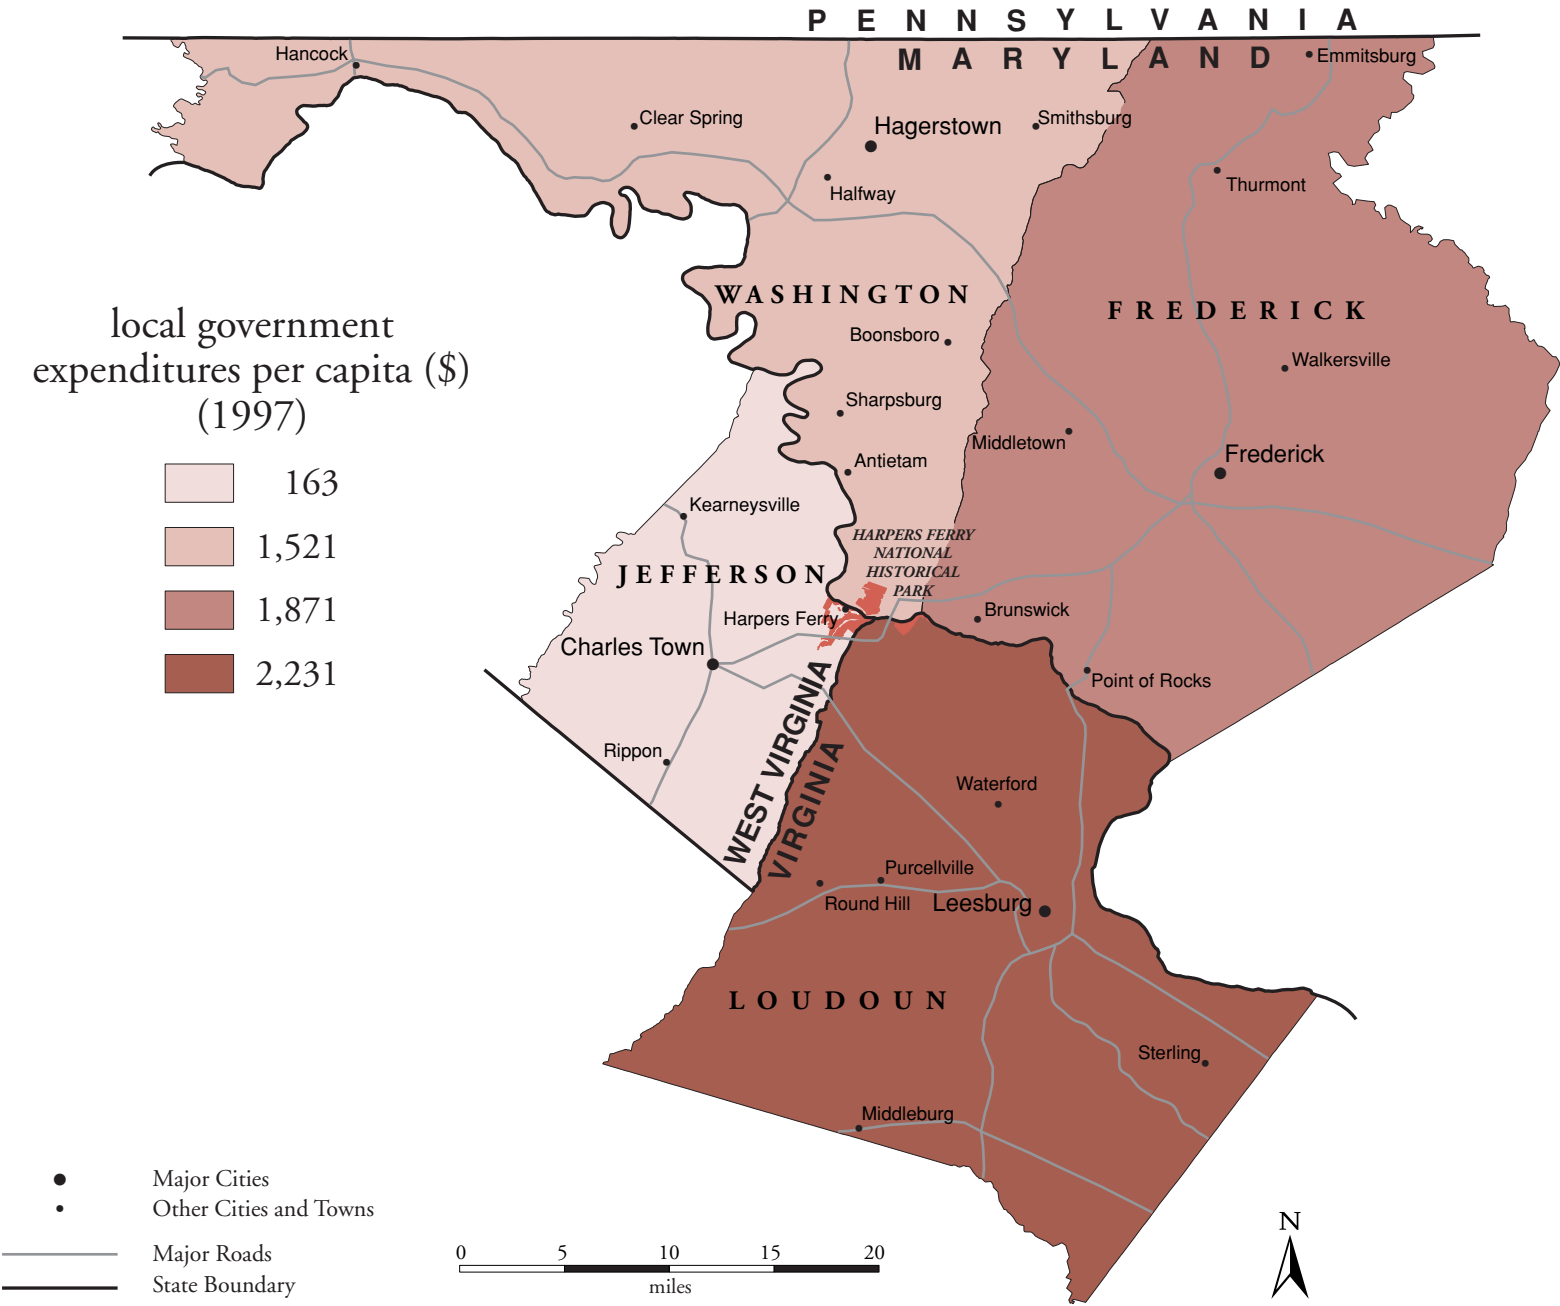 PENNSYLVANIA
MARYLAND
Hancock
Emmitsburg
Clear Spring
Hagerstown
Smithsburg
Halfway
Thurmont
WASHINGTON
FREDERICK
Boonsboro
Walkersville
local government
expenditures per capita ($)
(1997)
163
1,521
1,871
2,231
Sharpsburg
Middletown
Frederick
Antietam
Kearneysville
HARPERS FERRY
NATIONAL
HISTORICAL
PARK
JEFFERSON
Harpers Ferry
Brunswick
Charles Town
Point of Rocks
WEST VIRGINIA
VIRGINIA
Rippon
Waterford
Purcellville
Round Hill
Leesburg
LOUDOUN
Sterling
Middleburg
Major Cities
Other Cities and Towns
Major Roads
State Boundary
0 5 10 15 20
miles
N